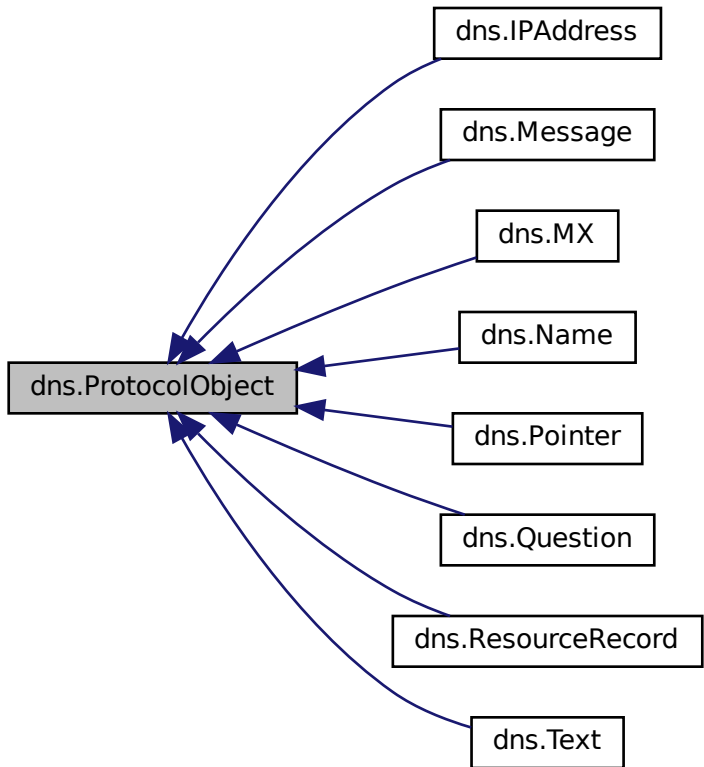 dns.IPAddress
dns.Message
dns.MX
dns.Name
dns.ProtocolObject
dns.Pointer
dns.Question
dns.ResourceRecord
dns.Text